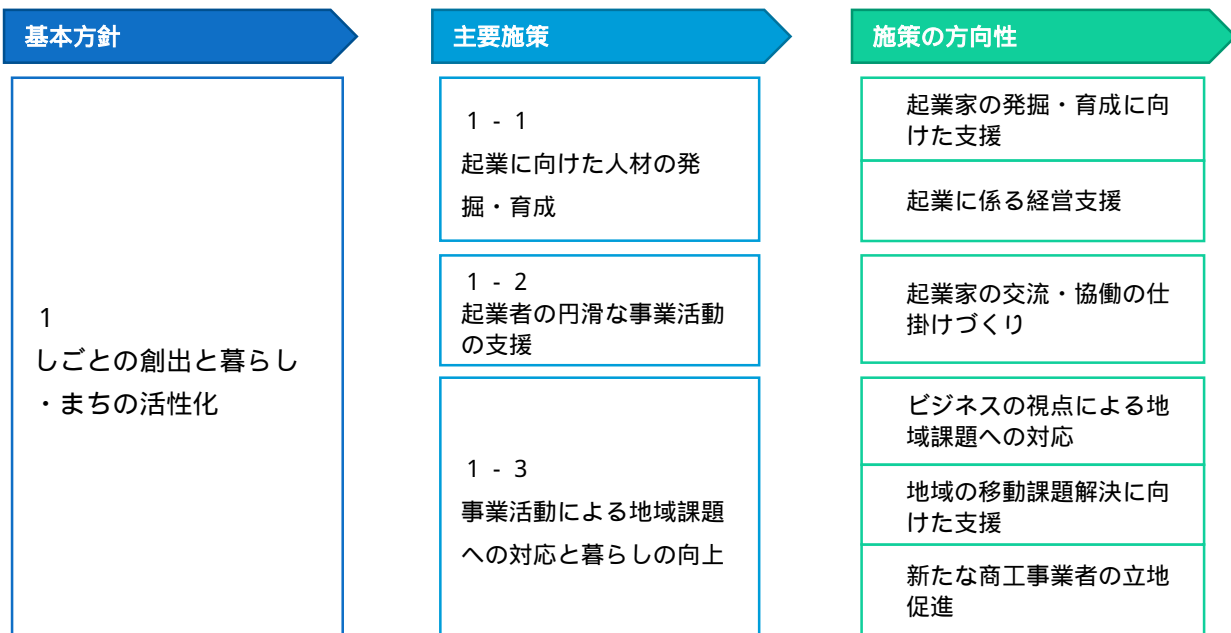 基本方針
主要施策
施策の方向性
1
しごとの創出と暮らし
・まちの活性化
1 - 1
起業に向けた人材の発
掘・育成
起業家の発掘・育成に向
けた支援
起業に係る経営支援
1 - 2
起業者の円滑な事業活動
の支援
起業家の交流・協働の仕
掛けづくり
1 - 3
事業活動による地域課題
への対応と暮らしの向上
ビジネスの視点による地
域課題への対応
地域の移動課題解決に向
けた支援
新たな商工事業者の立地
促進